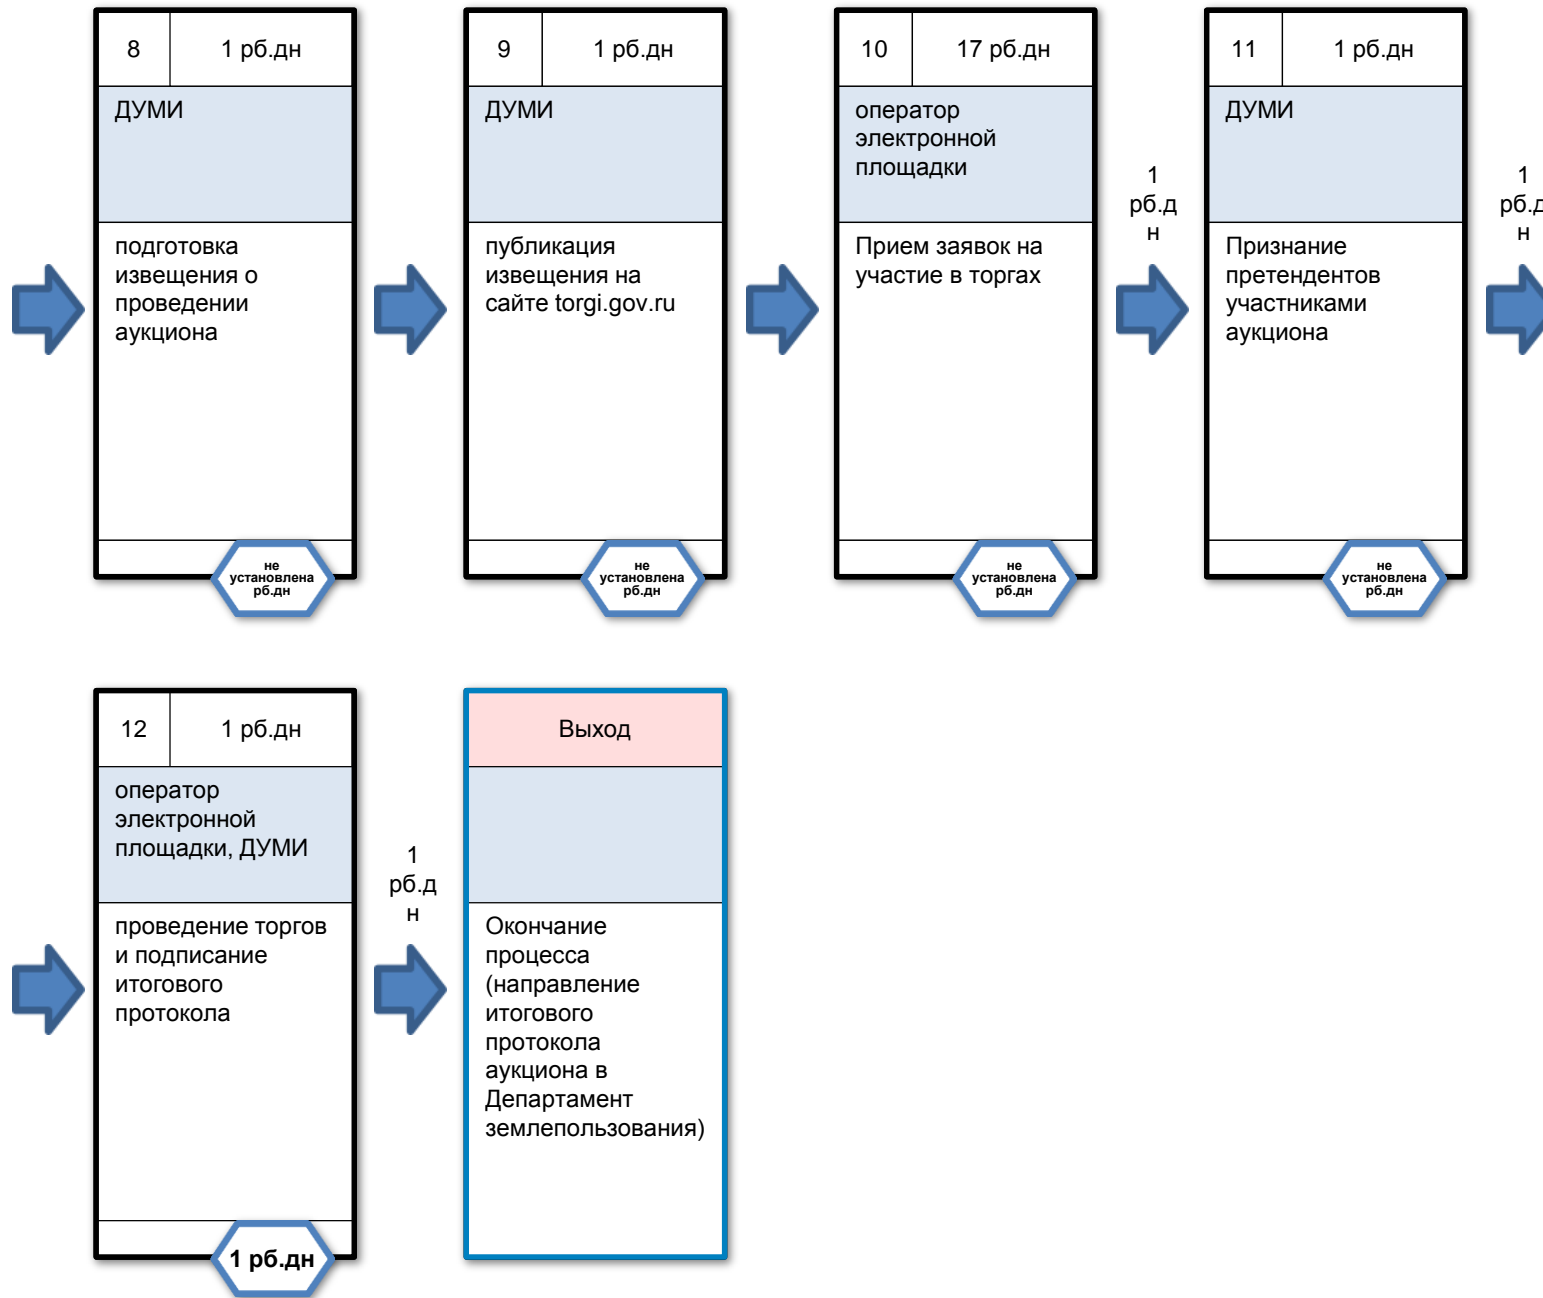 8
1 рб.дн
ДУМИ
подготовка
извещения о
проведении
аукциона
не
установлена
рб.дн
9
1 рб.дн
ДУМИ
публикация
извещения на
сайте torgi.gov.ru
не
установлена
рб.дн
10
17 рб.дн
оператор
электронной
площадки
Прием заявок на
участие в торгах
не
установлена
рб.дн
1
рб.д
н
11
1 рб.дн
ДУМИ
Признание
претендентов
участниками
аукциона
не
установлена
рб.дн
1
рб.д
н
12
1 рб.дн
оператор
электронной
площадки, ДУМИ
проведение торгов
и подписание
итогового
протокола
1 рб.дн
1
рб.д
н
Выход
Окончание
процесса
(направление
итогового
протокола
аукциона в
Департамент
землепользования)